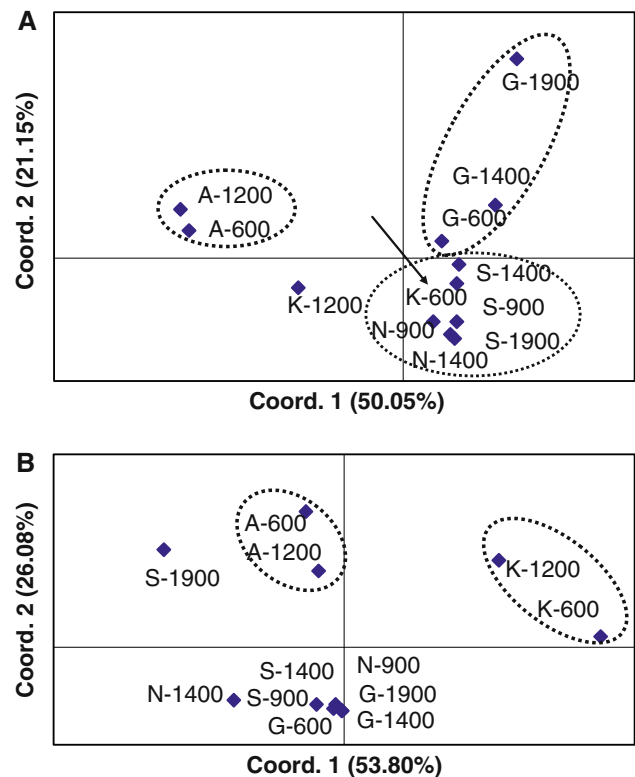 A
G-1900
G-1400
A-1200
G-600
A-600
S-1400
K-600
K-1200
S-900
N-900
S-1900
N-1400
Coord. 2 (21.15%)
Coord. 1 (50.05%)
B
A-600
A-1200
K-1200
S-1900
K-600
S-1400
N-900
N-1400
S-900
G-1900
G-600
G-1400
Coord. 2 (26.08%)
Coord. 1 (53.80%)